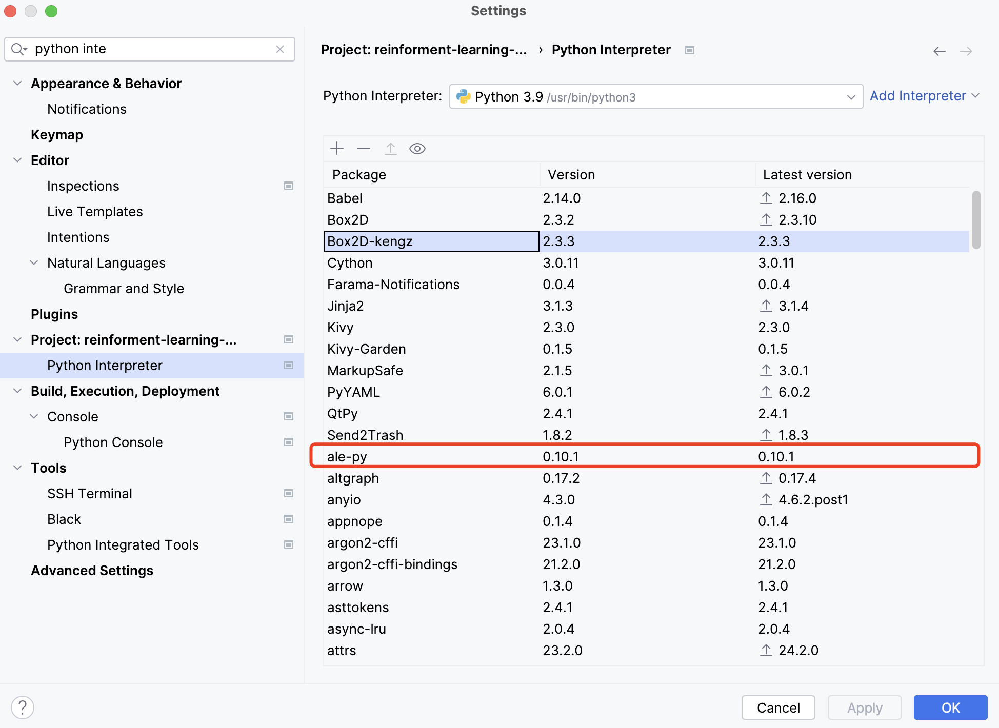 Settings
python inte
Appearance & Behavior
Notifications
Keymap
Editor
Inspections
Live Templates
Intentions
Natural Languages
Grammar and Style
Plugins
Project: reinforment-learning-...
Python Interpreter
Build, Execution, Deployment
Console
Python Console
Tools
SSH Terminal
Black
Python Integrated Tools
Advanced Settings
Project: reinforment-learning-... › Python Interpreter
Python Interpreter: Python 3.9 /usr/bin/python3 Add Interpreter
Package Version Latest version
Babel 2.14.0 2.16.0
Box2D 2.3.2 2.3.10
Box2D-kengz 2.3.3 2.3.3
Cython 3.0.11 3.0.11
Farama-Notifications 0.0.4 0.0.4
Jinja2 3.1.3 3.1.4
Kivy 2.3.0 2.3.0
Kivy-Garden 0.1.5 0.1.5
MarkupSafe 2.1.5 3.0.1
PyYAML 6.0.1 6.0.2
QtPy 2.4.1 2.4.1
Send2Trash 1.8.2 1.8.3
ale-py 0.10.1 0.10.1
altgraph 0.17.2 0.17.4
anyio 4.3.0 4.6.2.post1
appnope 0.1.4 0.1.4
argon2-cffi 23.1.0 23.1.0
argon2-cffi-bindings 21.2.0 21.2.0
arrow 1.3.0 1.3.0
asttokens 2.4.1 2.4.1
async-lru 2.0.4 2.0.4
attrs 23.2.0 24.2.0
? Cancel Apply OK